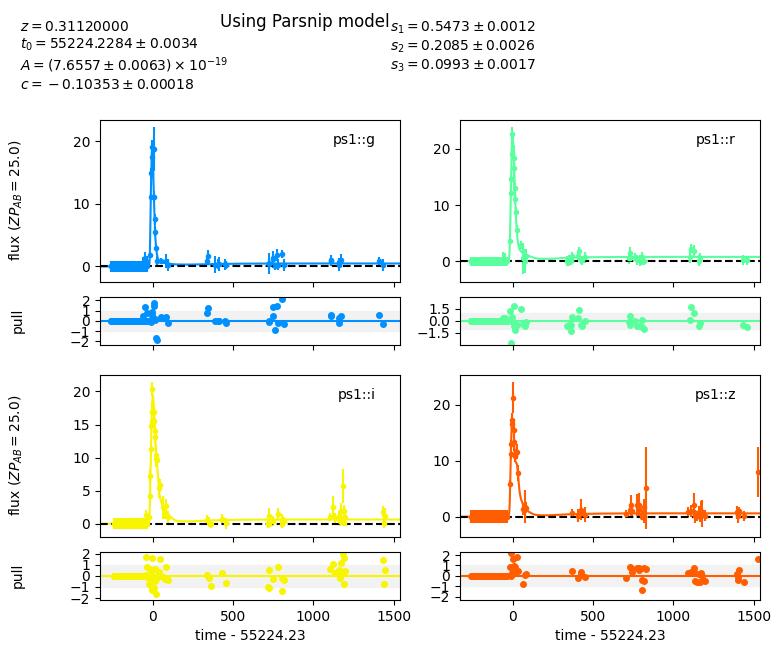 Using Parsnip model
z = 0.31120000
t0 = 55224.2284 ± 0.0034
A = (7.6557 ± 0.0063) × 10^−19
c = −0.10353 ± 0.00018
s1 = 0.5473 ± 0.0012
s2 = 0.2085 ± 0.0026
s3 = 0.0993 ± 0.0017
flux (ZP_AB = 25.0)
20
10
0
ps1::g
20
10
0
ps1::r
pull
2
1
0
−1
−2
1.5
0.0
−1.5
flux (ZP_AB = 25.0)
20
15
10
5
0
ps1::i
20
10
0
ps1::z
pull
2
1
0
−1
−2
2
1
0
−1
−2
0 500 1000 1500
0 500 1000 1500
time - 55224.23
time - 55224.23